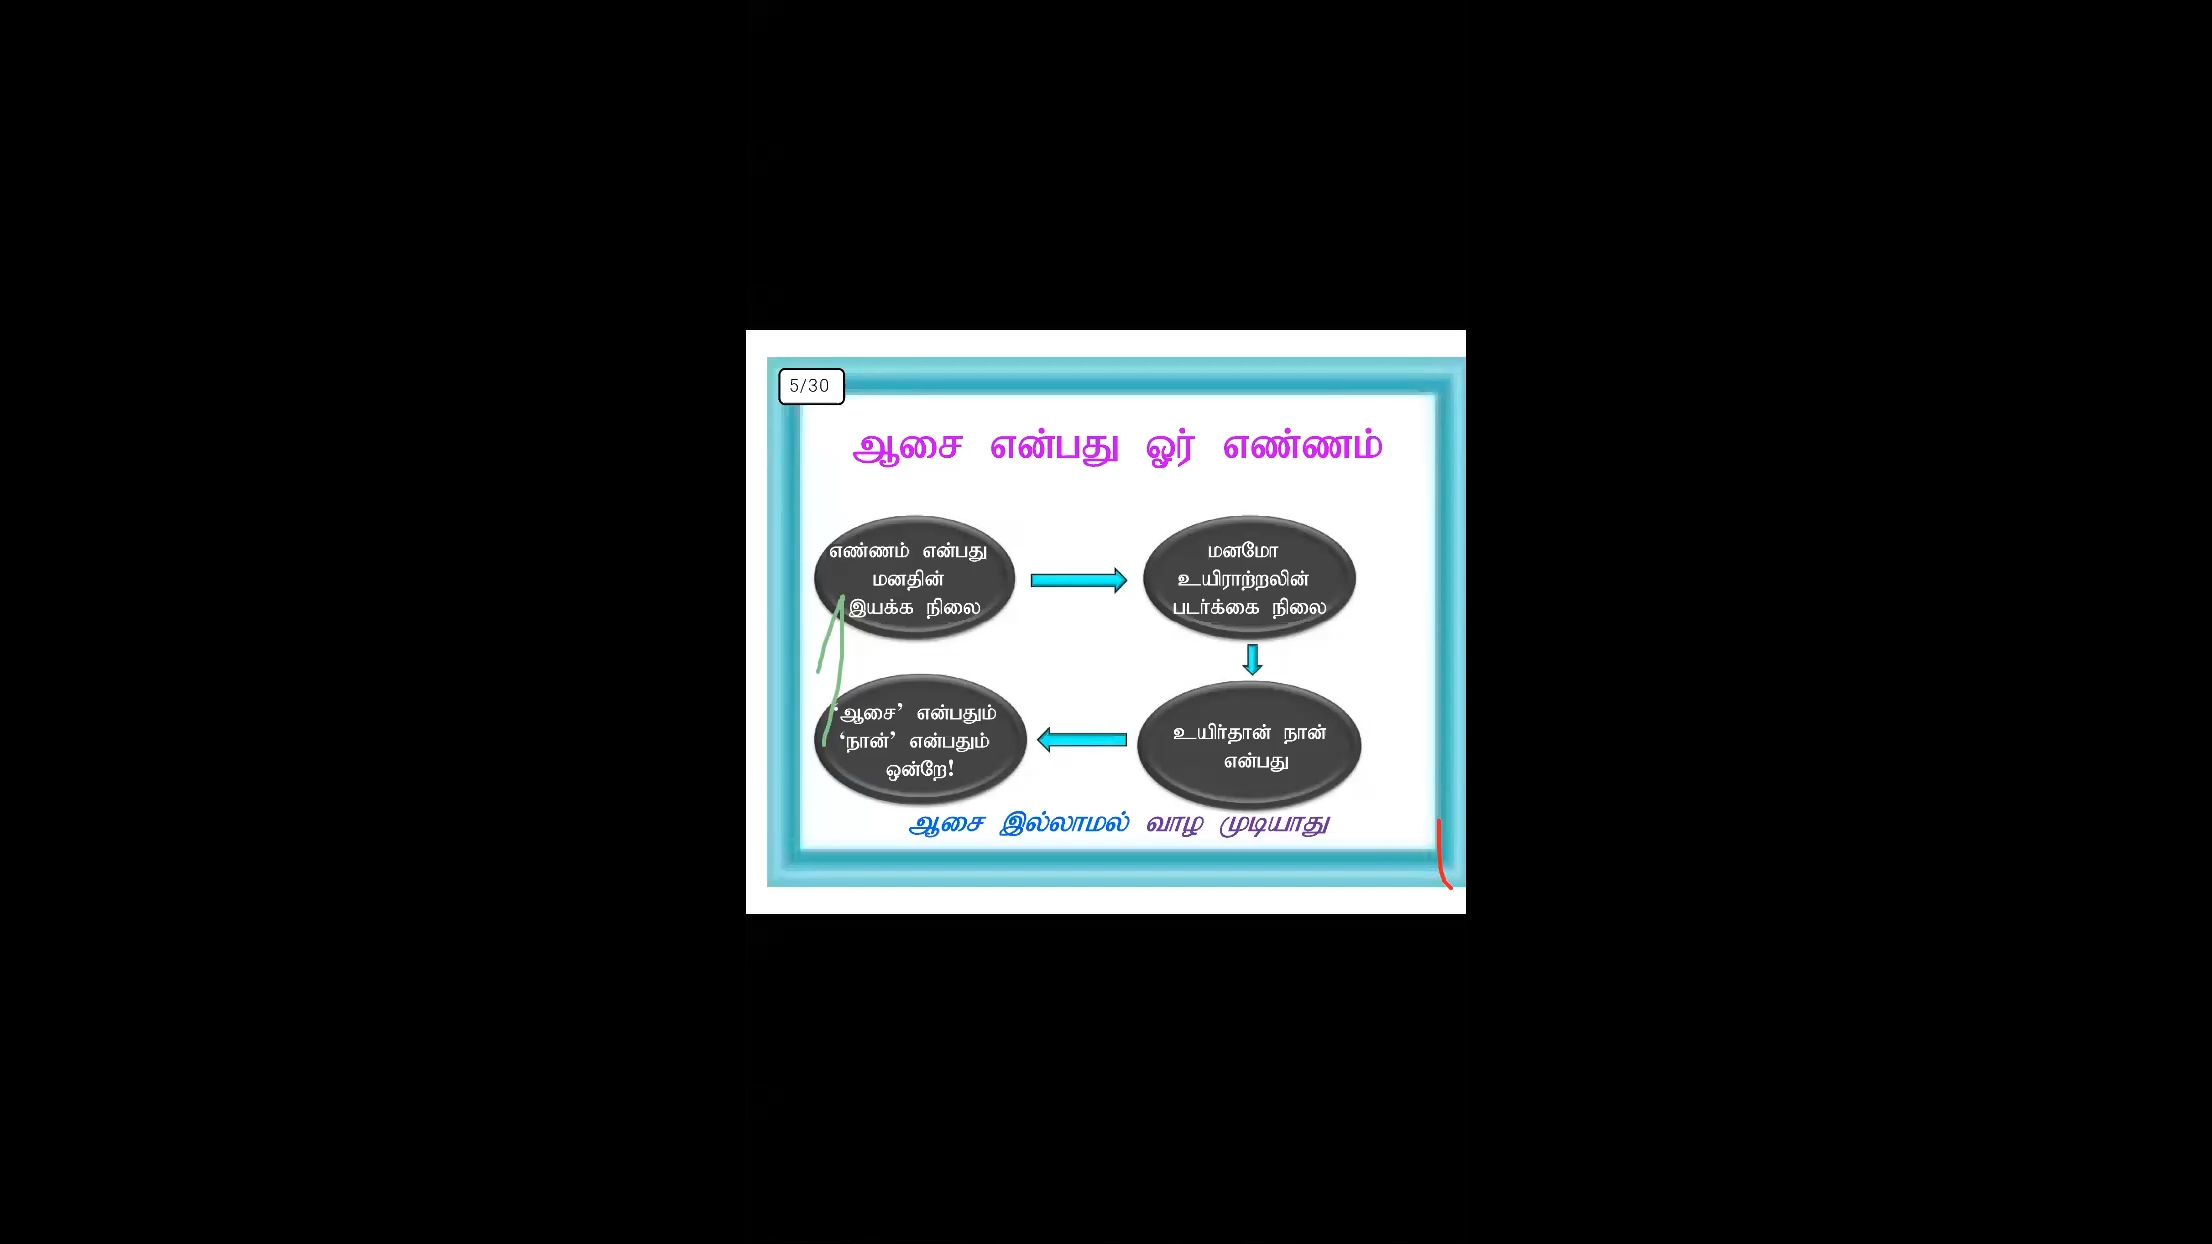 5/30
ஆசை என்பது ஓர் எண்ணம்
எண்ணம் என்பது
மனதின்
இயக்க நிலை
மனமோ
உயிராற்றலின்
படர்க்கை நிலை
உயிர்தான் நான்
என்பது
‘ஆசை’ என்பதும்
‘நான்’ என்பதும்
ஒன்றே!
ஆசை இல்லாமல் வாழ முடியாது